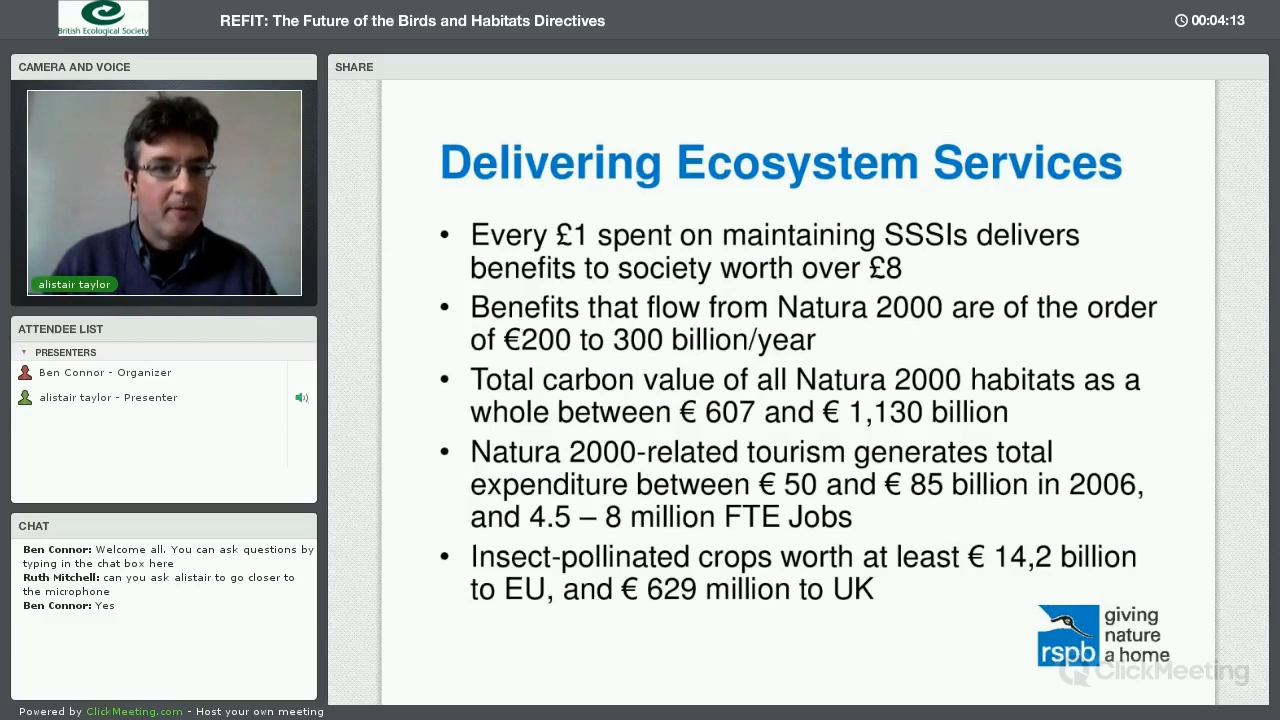 British Ecological Society
REFIT: The Future of the Birds and Habitats Directives
00:04:13
CAMERA AND VOICE
alistair taylor
ATTENDEE LIST
PRESENTERS
Ben Connor - Organizer
alistair taylor - Presenter
CHAT
Ben Connor: Welcome all. You can ask questions by
typing in the chat box here
Ruth Mitchell: can you ask alistair to go closer to
the microphone
Ben Connor: Yes
SHARE
Delivering Ecosystem Services
• Every £1 spent on maintaining SSSIs delivers
benefits to society worth over £8
• Benefits that flow from Natura 2000 are of the order
of €200 to 300 billion/year
• Total carbon value of all Natura 2000 habitats as a
whole between € 607 and € 1,130 billion
• Natura 2000-related tourism generates total
expenditure between € 50 and € 85 billion in 2006,
and 4.5 – 8 million FTE Jobs
• Insect-pollinated crops worth at least € 14,2 billion
to EU, and € 629 million to UK
rspb
giving
nature
a home
ClickMeeting
Powered by ClickMeeting.com - Host your own meeting